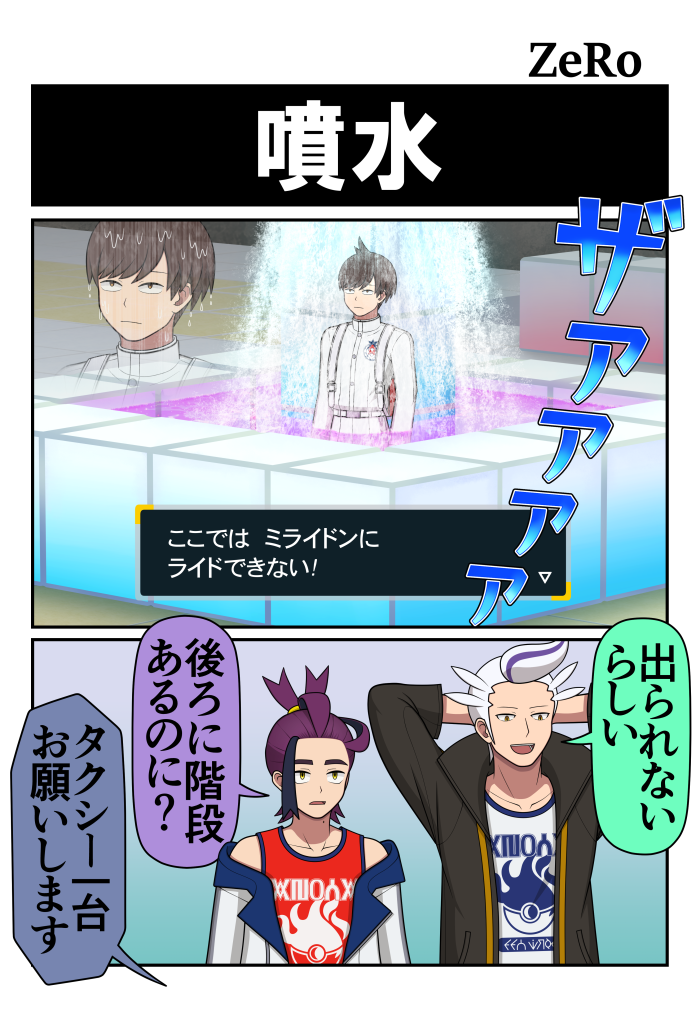 ZeRo
噴水
ザアアアア
ここでは ミライドンに
ライドできない!
出られない
らしい
後ろに階段
あるのに?
タクシー一台
お願いします